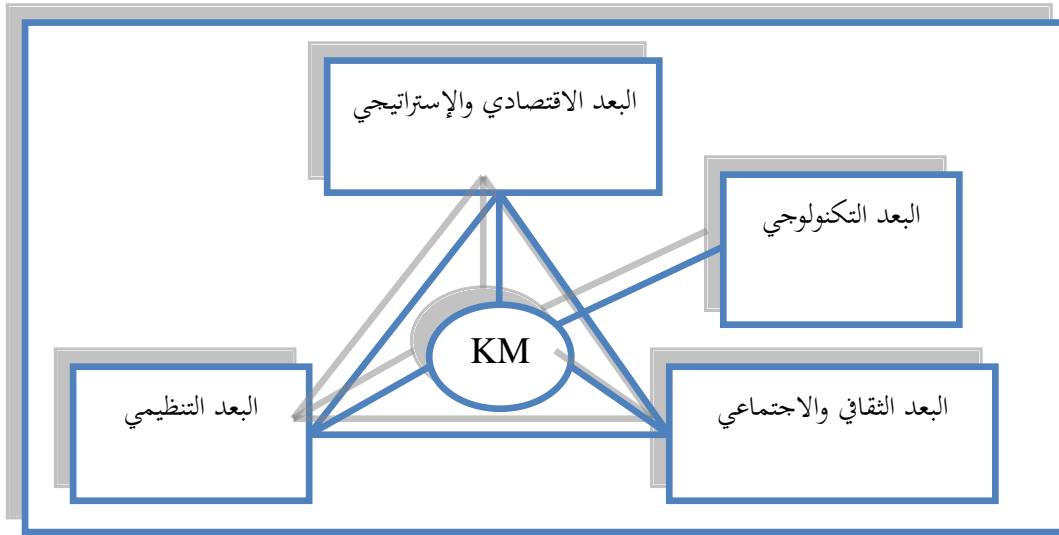 البعد الاقتصادي والإستراتيجي
البعد التكنولوجي
KM
البعد الثقافي والاجتماعي
البعد التنظيمي